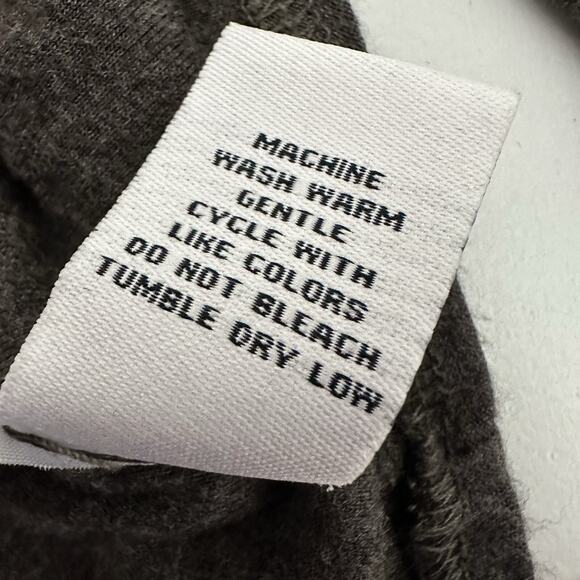 MACHINE
WASH WARM
GENTLE
CYCLE WITH
LIKE COLORS
DO NOT BLEACH
TUMBLE DRY LOW